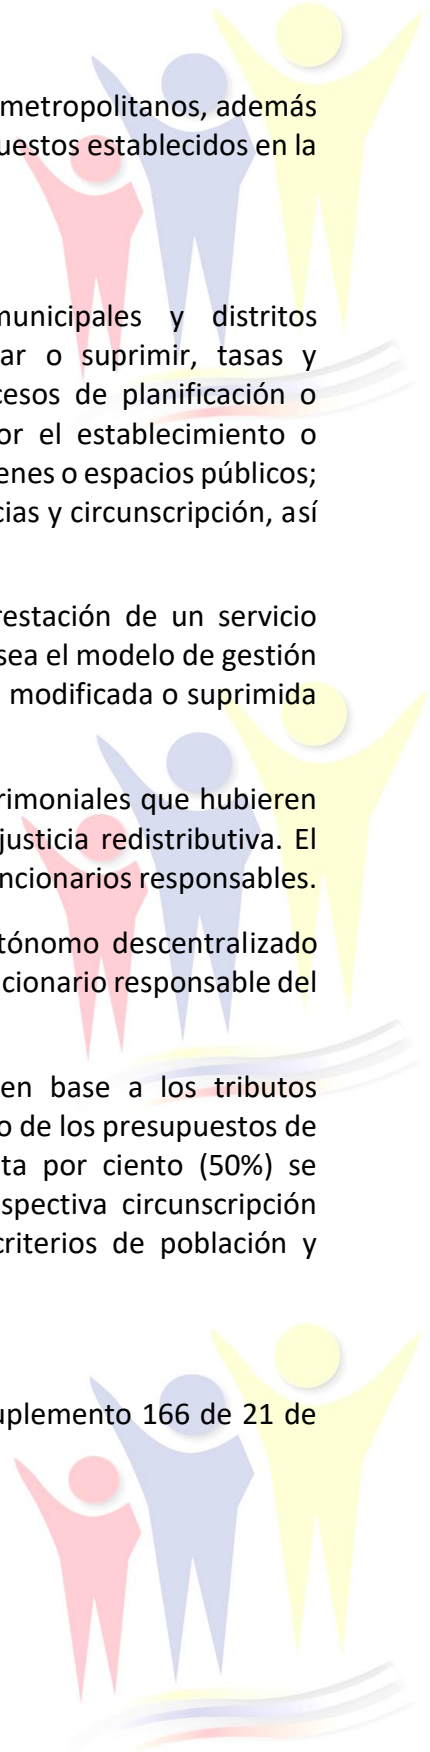 metropolitanos, además
uestos establecidos en la
municipales y distritos
ar o suprimir, tasas y
cesos de planificación o
or el establecimiento o
enes o espacios públicos;
cias y circunscripción, así
restación de un servicio
sea el modelo de gestión
modificada o suprimida
rimoniales que hubieren
justicia redistributiva. El
ncionarios responsables.
tónomo descentralizado
cionario responsable del
en base a los tributos
o de los presupuestos de
ta por ciento (50%) se
spectiva circunscripción
criterios de población y
uplemento 166 de 21 de